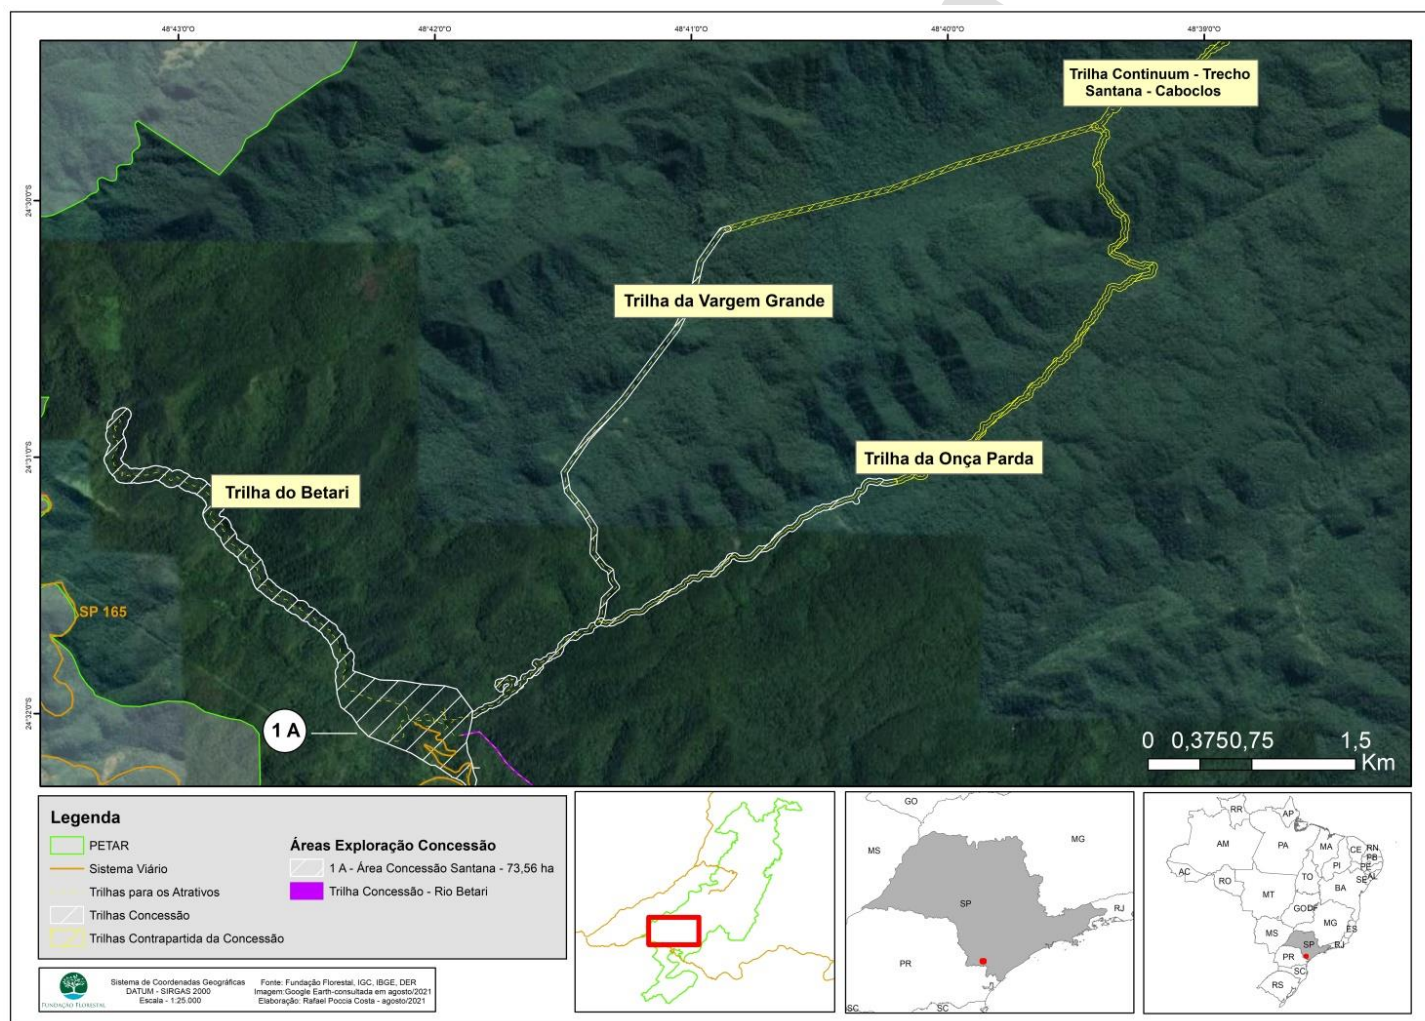 48°43'0"O
48°42'0"O
48°41'0"O
48°40'0"O
48°39'0"O
24°30'0"S
24°31'0"S
24°32'0"S
Trilha Continuum - Trecho
Santana - Caboclos
Trilha da Vargem Grande
Trilha da Onça Parda
Trilha do Betari
SP 165
1 A
0 0,375 0,75 1,5
Km
Legenda
PETAR
Sistema Viário
Trilhas para os Atrativos
Trilhas Concessão
Trilhas Contrapartida da Concessão
Áreas Exploração Concessão
1 A - Área Concessão Santana - 73,56 ha
Trilha Concessão - Rio Betari
FUNDAÇÃO FLORESTAL
Sistema de Coordenadas Geográficas
DATUM - SIRGAS 2000
Escala - 1:25.000
Fonte: Fundação Florestal, IGC, IBGE, DER
Imagem:Google Earth-consultada em agosto/2021
Elaboração: Rafael Poccia Costa - agosto/2021
GO
MS
MG
SP
RJ
PR
SC
SC
RR
AP
AM
PA
MA
CE
RN
PB
PE
AL
SE
PI
AC
RO
TO
BA
MT
GO
DF
MG
ES
MS
SP
RJ
PR
SC
RS